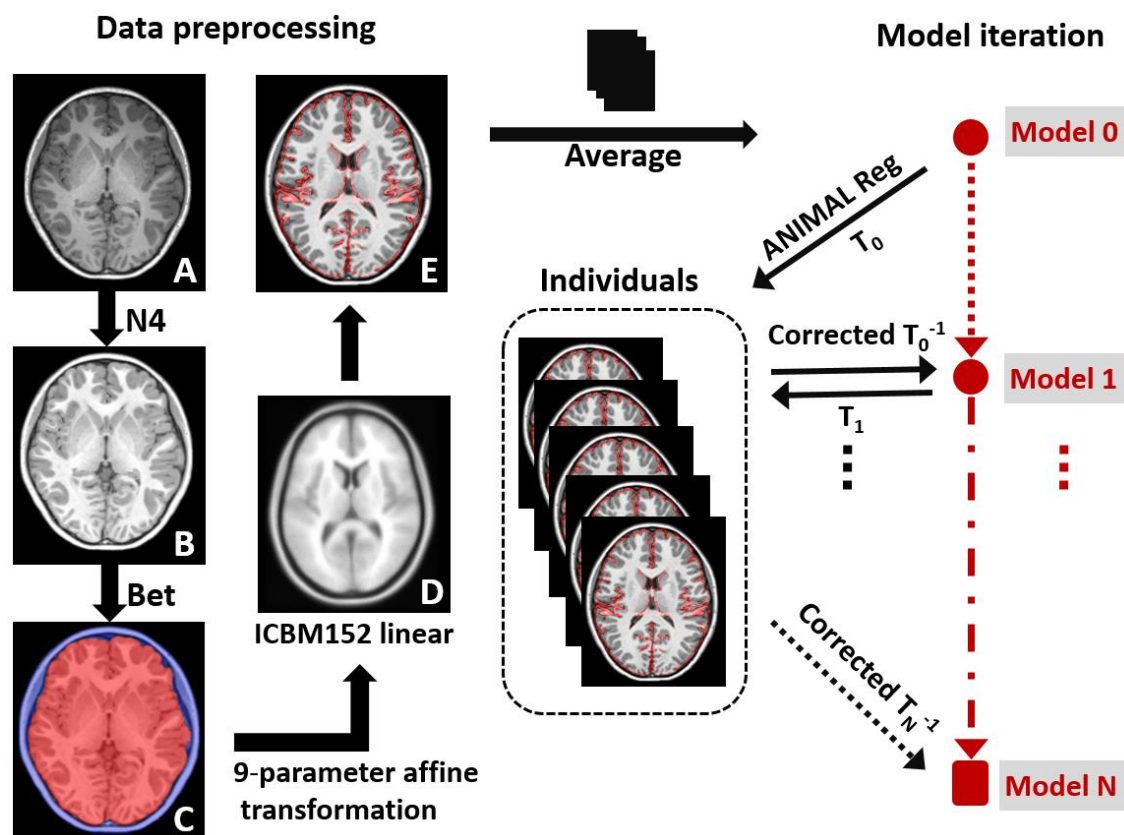 Data preprocessing
A
N4
B
Bet
C
9-parameter affine
transformation
D
ICBM152 linear
E
Average
Model iteration
Model 0
ANIMAL Reg
T₀
Individuals
Corrected T₀⁻¹
T₁
Model 1
Corrected T_N⁻¹
Model N